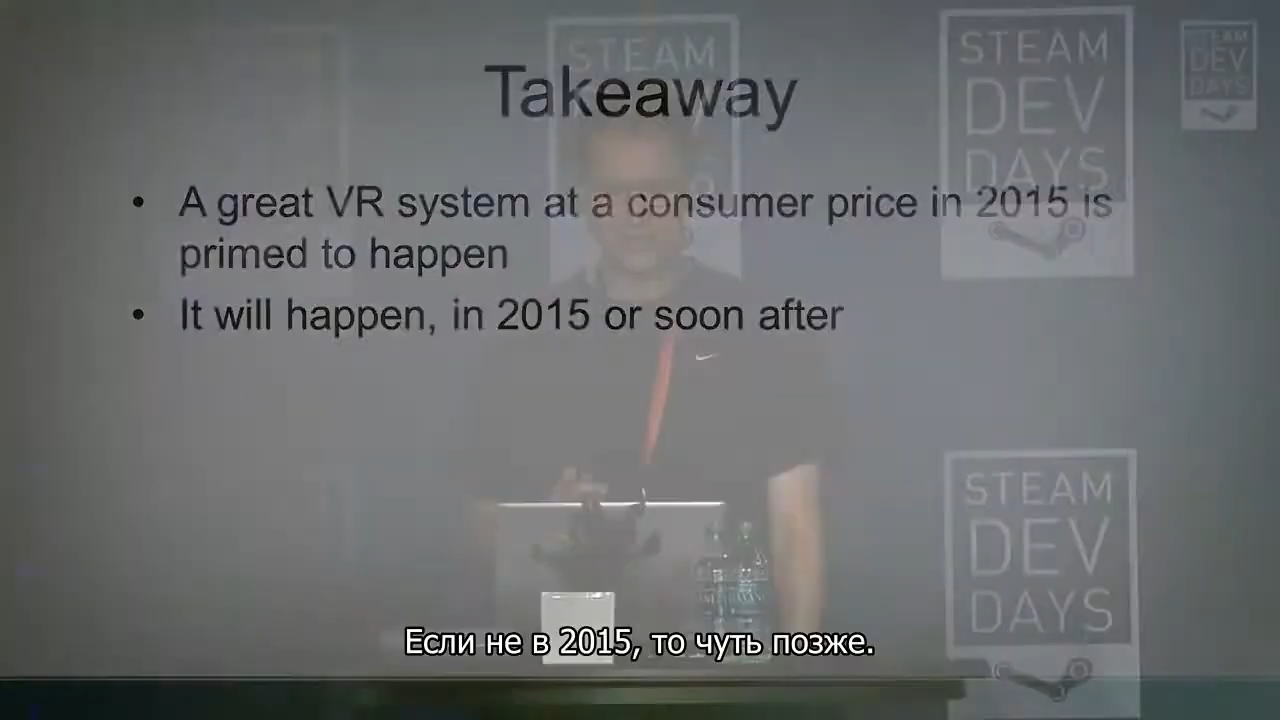 Takeaway
• A great VR system at a consumer price in 2015 is
primed to happen
• It will happen, in 2015 or soon after
STEAM
STEAM
DEV
DAYS
STEAM
DEV
DAYS
STEAM
DEV
DAYS
Если не в 2015, то чуть позже.